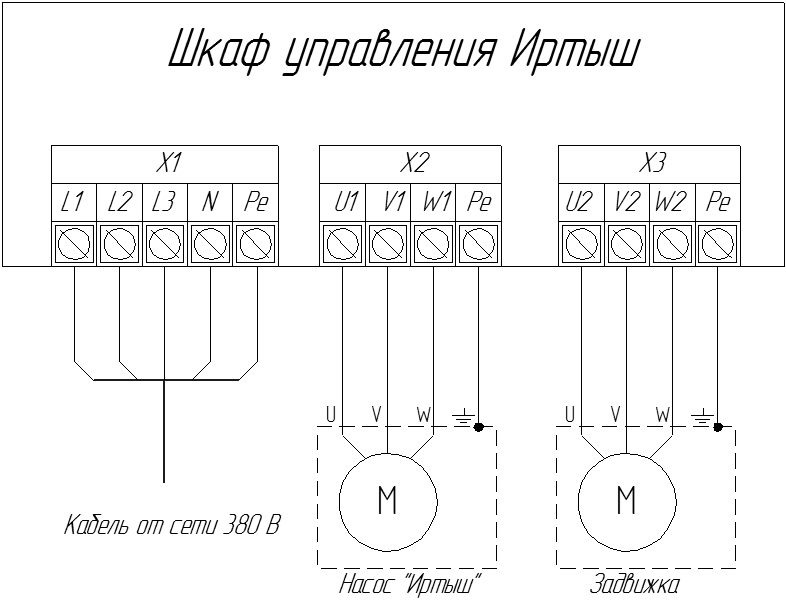 Шкаф управления Иртыш
X1 X2 X3
L1 L2 L3 N Pe U1 V1 W1 Pe U2 V2 W2 Pe
U V W U V W
M M
Кабель от сети 380 В
Насос "Иртыш" Задвижка